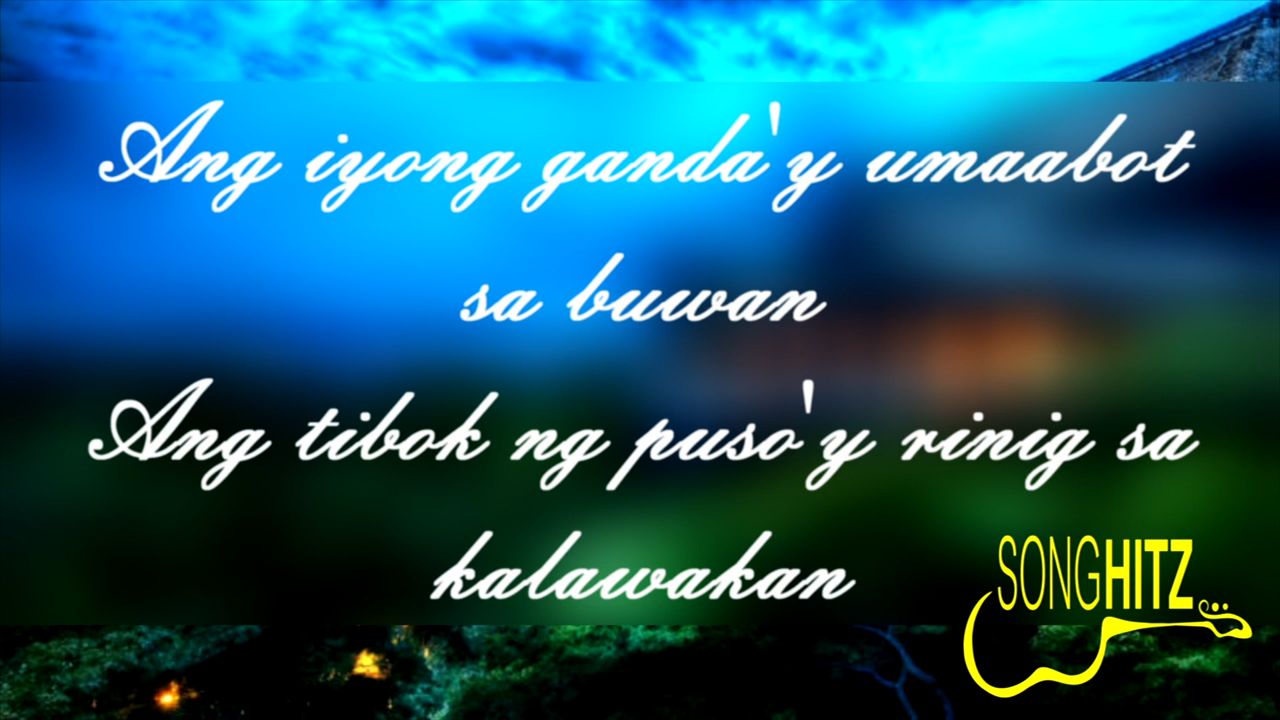 Ang iyong ganda'y umaabot
sa buwan
Ang tibok ng puso'y rinig sa
kalawakan
SONGHITZ